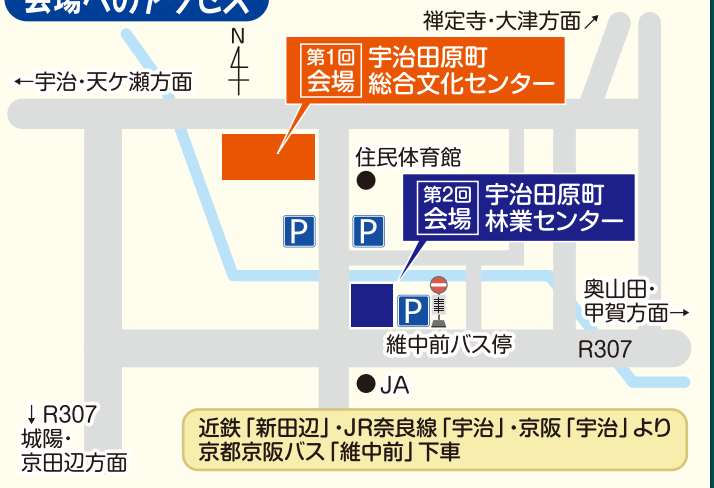 会場へのアクセス
禅定寺・大津方面↗
N
第1回
会場
宇治田原町
総合文化センター
←宇治・天ケ瀬方面
住民体育館
第2回
会場
宇治田原町
林業センター
P
P
奥山田・
甲賀方面→
P
維中前バス停
R307
JA
↓R307
城陽・
京田辺方面
近鉄「新田辺」・JR奈良線「宇治」・京阪「宇治」より
京都京阪バス「維中前」下車